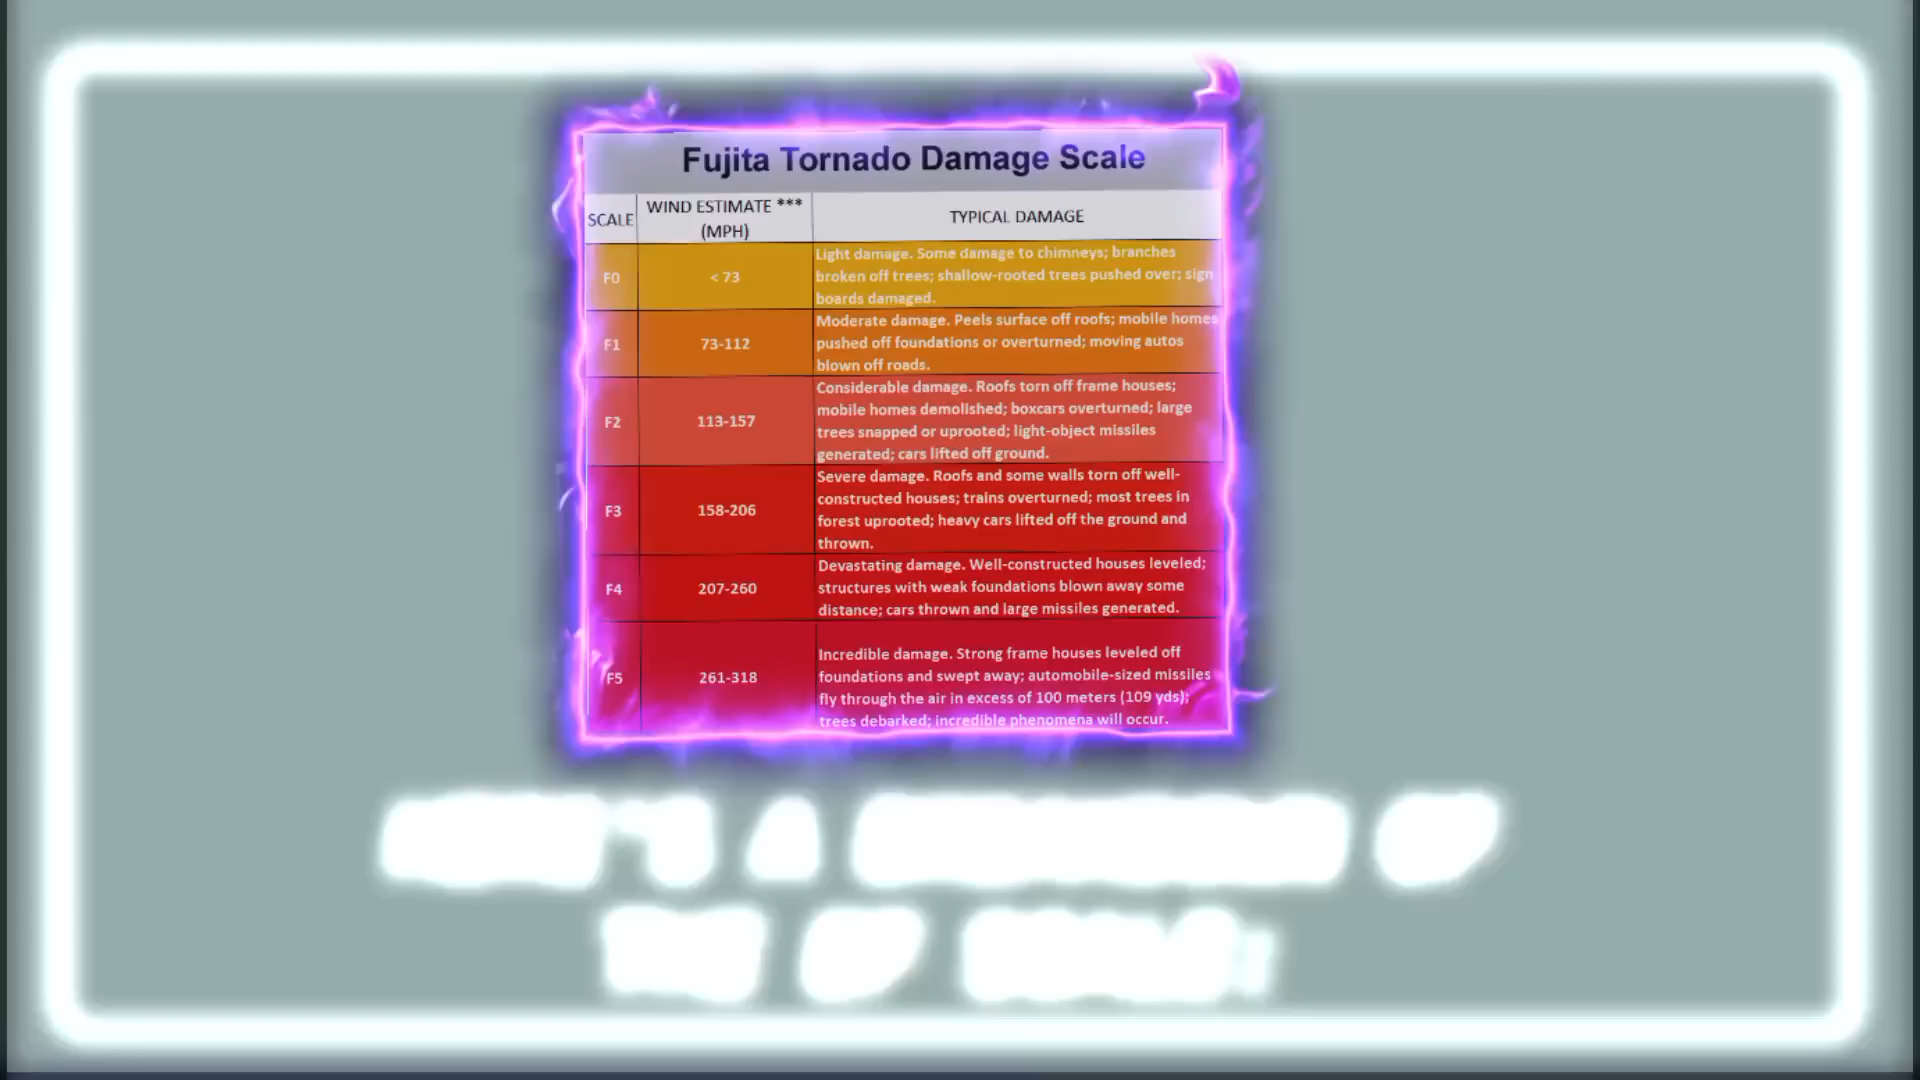 Fujita Tornado Damage Scale
SCALE
WIND ESTIMATE ***
(MPH)
TYPICAL DAMAGE
F0
< 73
Light damage. Some damage to chimneys; branches
broken off trees; shallow-rooted trees pushed over; sign
boards damaged.
F1
73-112
Moderate damage. Peels surface off roofs; mobile homes
pushed off foundations or overturned; moving autos
blown off roads.
F2
113-157
Considerable damage. Roofs torn off frame houses;
mobile homes demolished; boxcars overturned; large
trees snapped or uprooted; light-object missiles
generated; cars lifted off ground.
F3
158-206
Severe damage. Roofs and some walls torn off well-
constructed houses; trains overturned; most trees in
forest uprooted; heavy cars lifted off the ground and
thrown.
F4
207-260
Devastating damage. Well-constructed houses leveled;
structures with weak foundations blown away some
distance; cars thrown and large missiles generated.
F5
261-318
Incredible damage. Strong frame houses leveled off
foundations and swept away; automobile-sized missiles
fly through the air in excess of 100 meters (109 yds);
trees debarked; incredible phenomena will occur.